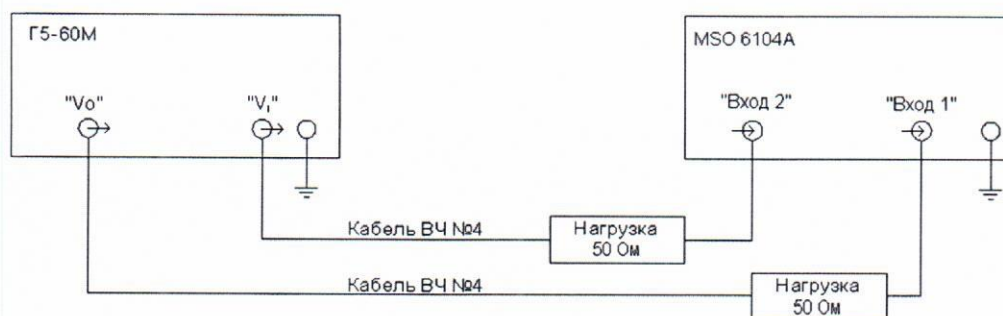 Г5-60М
MSO 6104A
"Vo"
"V₁"
"Вход 2"
"Вход 1"
Кабель ВЧ №4
Нагрузка
50 Ом
Кабель ВЧ №4
Нагрузка
50 Ом